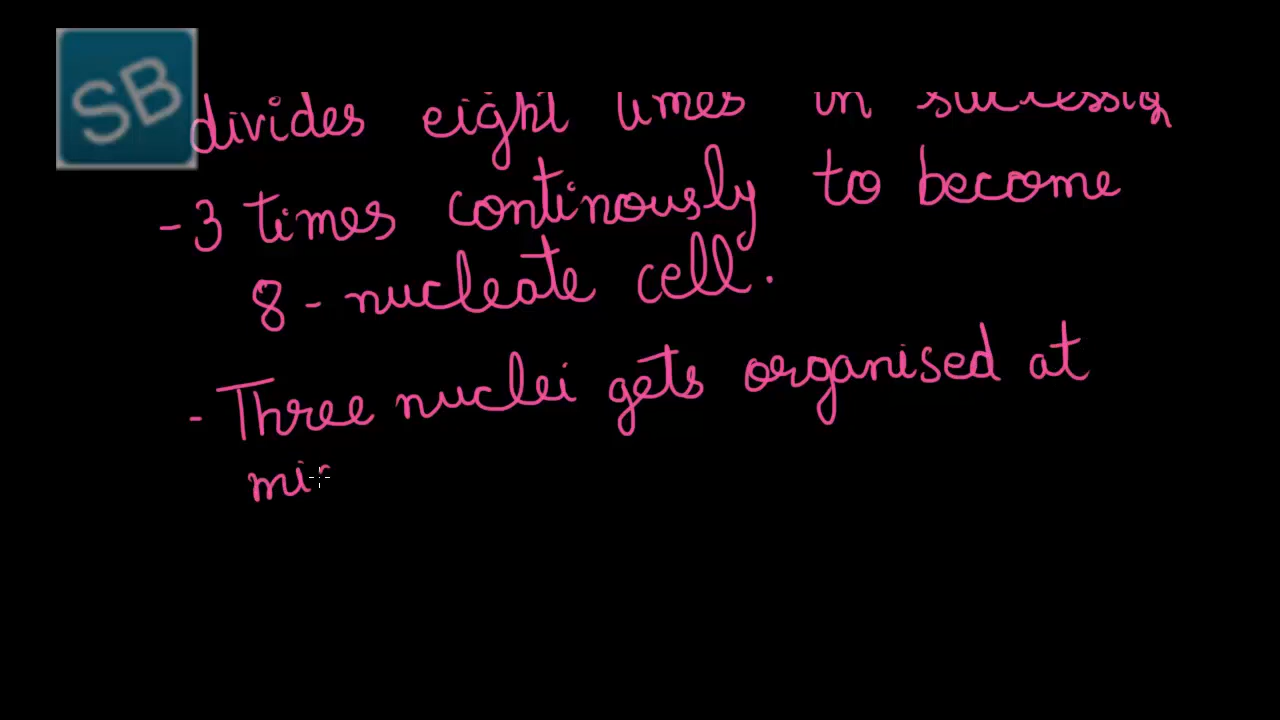 SB
divides eight times in
- 3 times continously to become
8 - nucleate cell.
- Three nuclei gets organised at